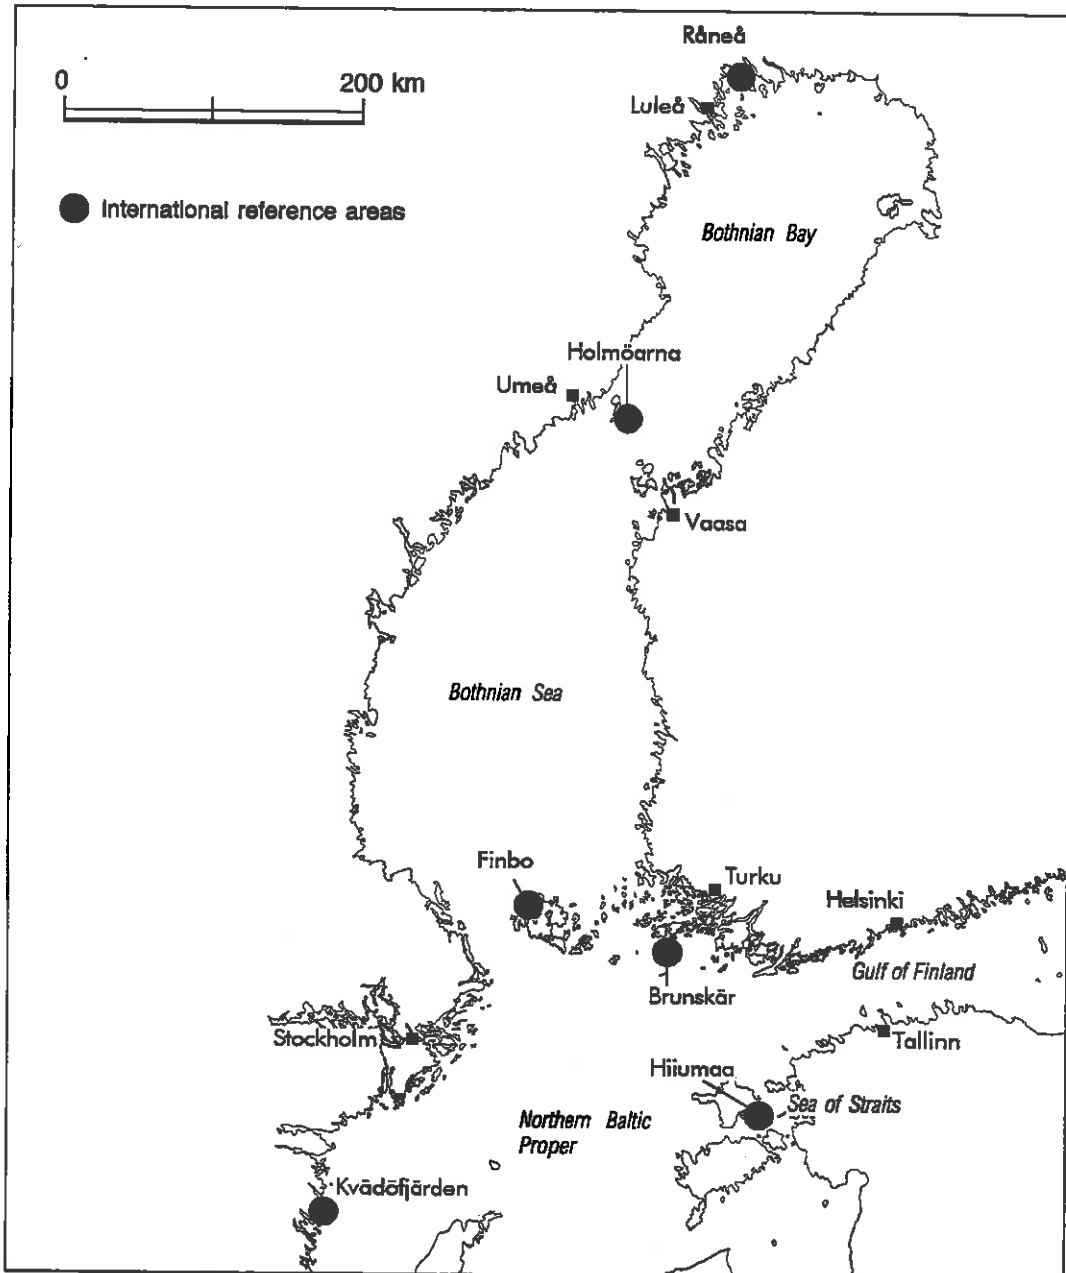 Råneå
0 200 km
Luleå
International reference areas
Bothnian Bay
Holmöarna
Umeå
Vaasa
Bothnian Sea
Finbo
Turku
Helsinki
Gulf of Finland
Brunskär
Stockholm
Tallinn
Hiiumaa
Sea of Straits
Northern Baltic
Proper
Kvädöfjärden